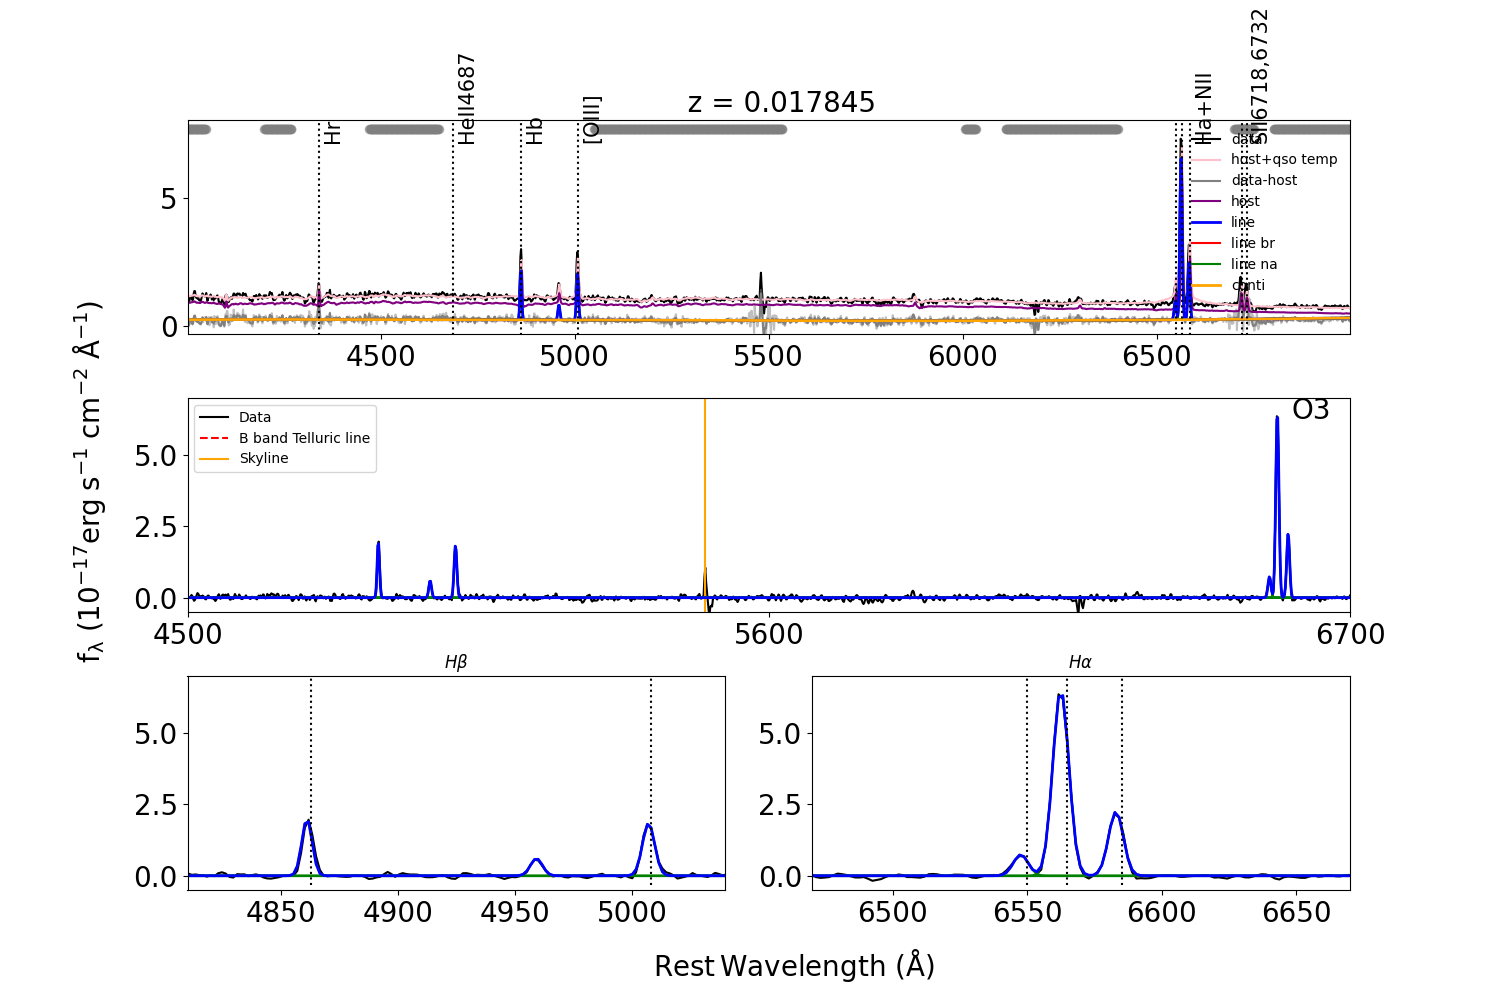 z = 0.017845
Hr
HeII4687
Hb
[OIII]
Ha+NII
SII6718,6732
data
host+qso temp
data-host
host
line
line br
line na
conti
5
0
4500 5000 5500 6000 6500
Data
B band Telluric line
Skyline
O3
5.0
2.5
0.0
4500 5600 6700
fλ (10⁻¹⁷erg s⁻¹ cm⁻² Å⁻¹)
Hβ
5.0
2.5
0.0
4850 4900 4950 5000
Hα
5.0
2.5
0.0
6500 6550 6600 6650
Rest Wavelength (Å)